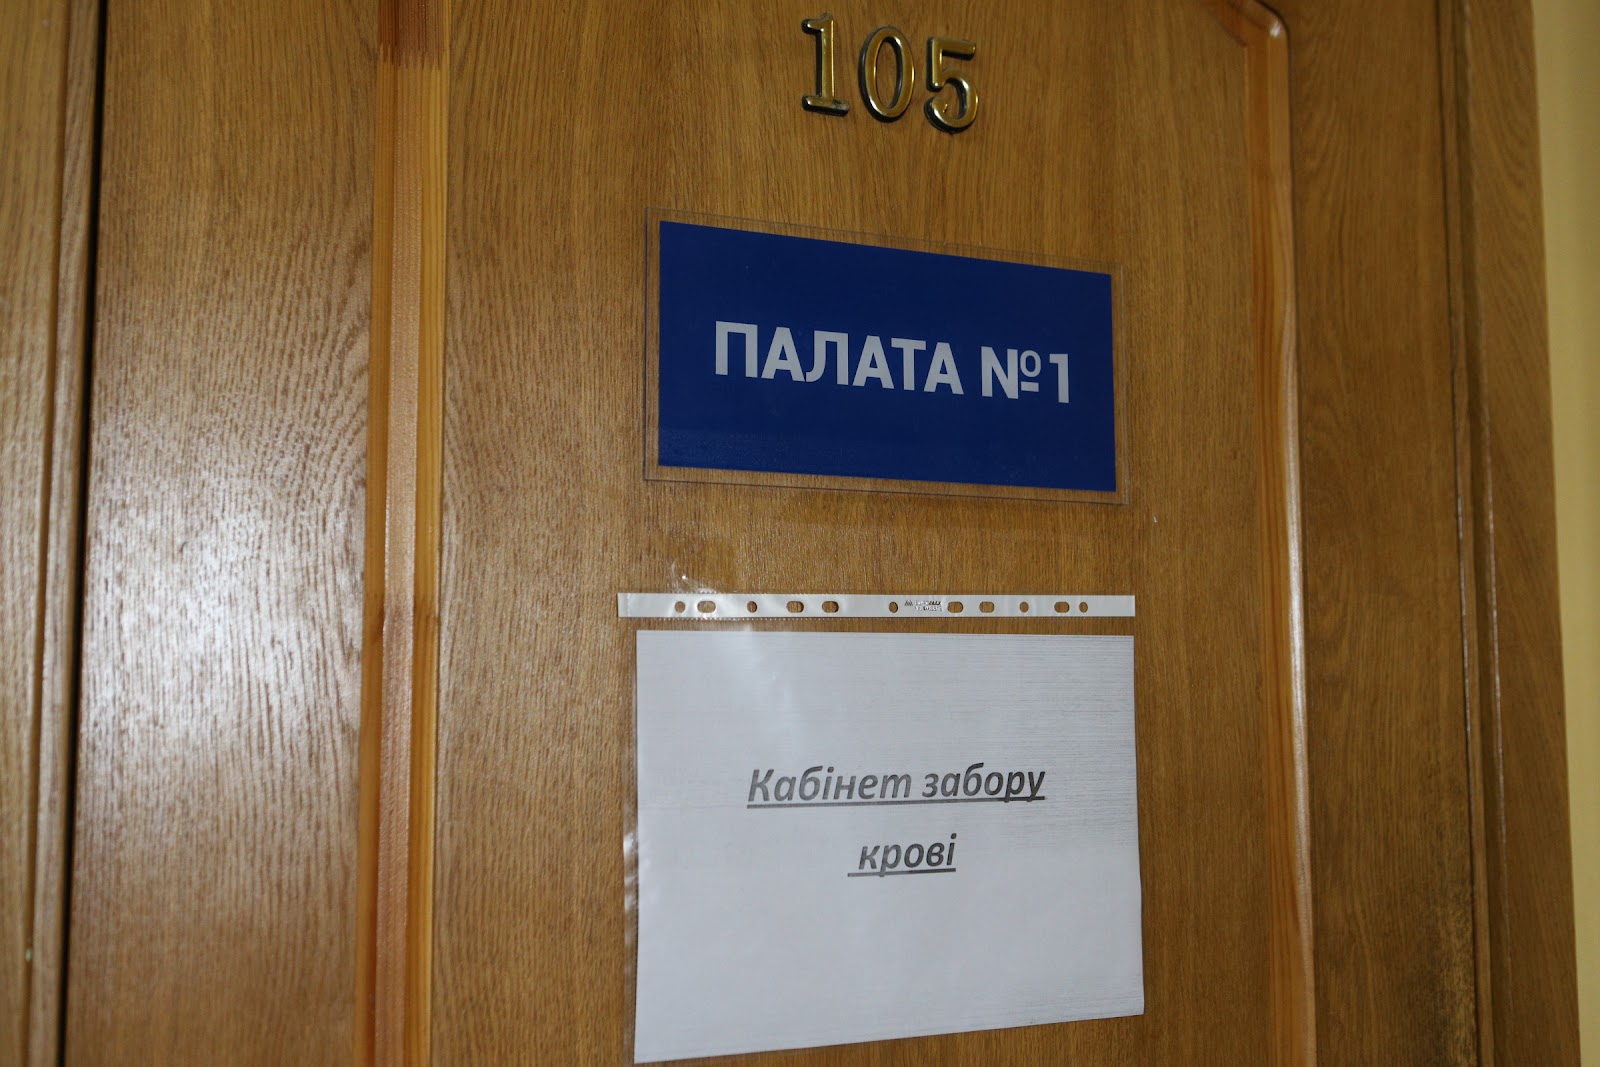 105
ПАЛАТА №1
Кабінет забору
крові